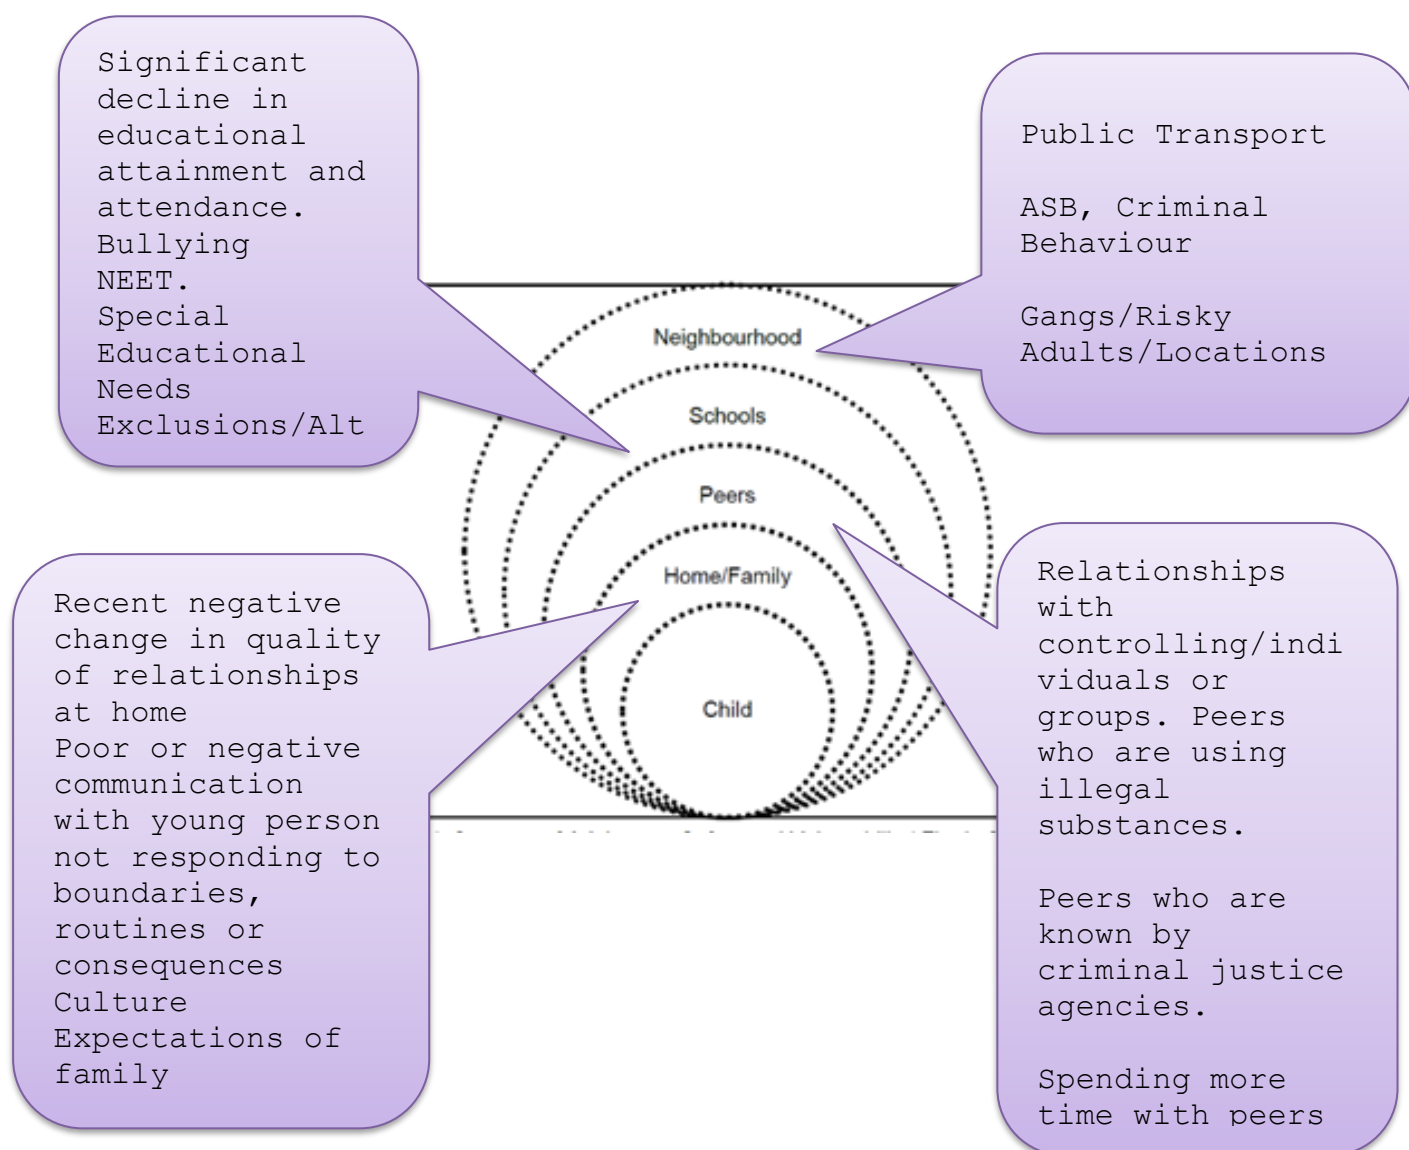 Significant
decline in
educational
attainment and
attendance.
Bullying
NEET.
Special
Educational
Needs
Exclusions/Alt
Public Transport
ASB, Criminal
Behaviour
Gangs/Risky
Adults/Locations
Neighbourhood
Schools
Peers
Home/Family
Child
Recent negative
change in quality
of relationships
at home
Poor or negative
communication
with young person
not responding to
boundaries,
routines or
consequences
Culture
Expectations of
family
Relationships
with
controlling/indi
viduals or
groups. Peers
who are using
illegal
substances.
Peers who are
known by
criminal justice
agencies.
Spending more
time with peers